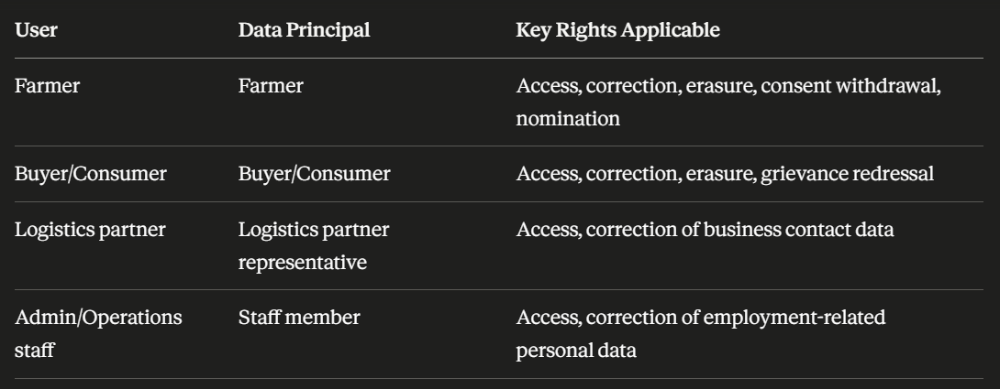 User Data Principal Key Rights Applicable
Farmer Farmer Access, correction, erasure, consent withdrawal,
nomination
Buyer/Consumer Buyer/Consumer Access, correction, erasure, grievance redressal
Logistics partner Logistics partner Access, correction of business contact data
representative
Admin/Operations Staff member Access, correction of employment-related
staff personal data